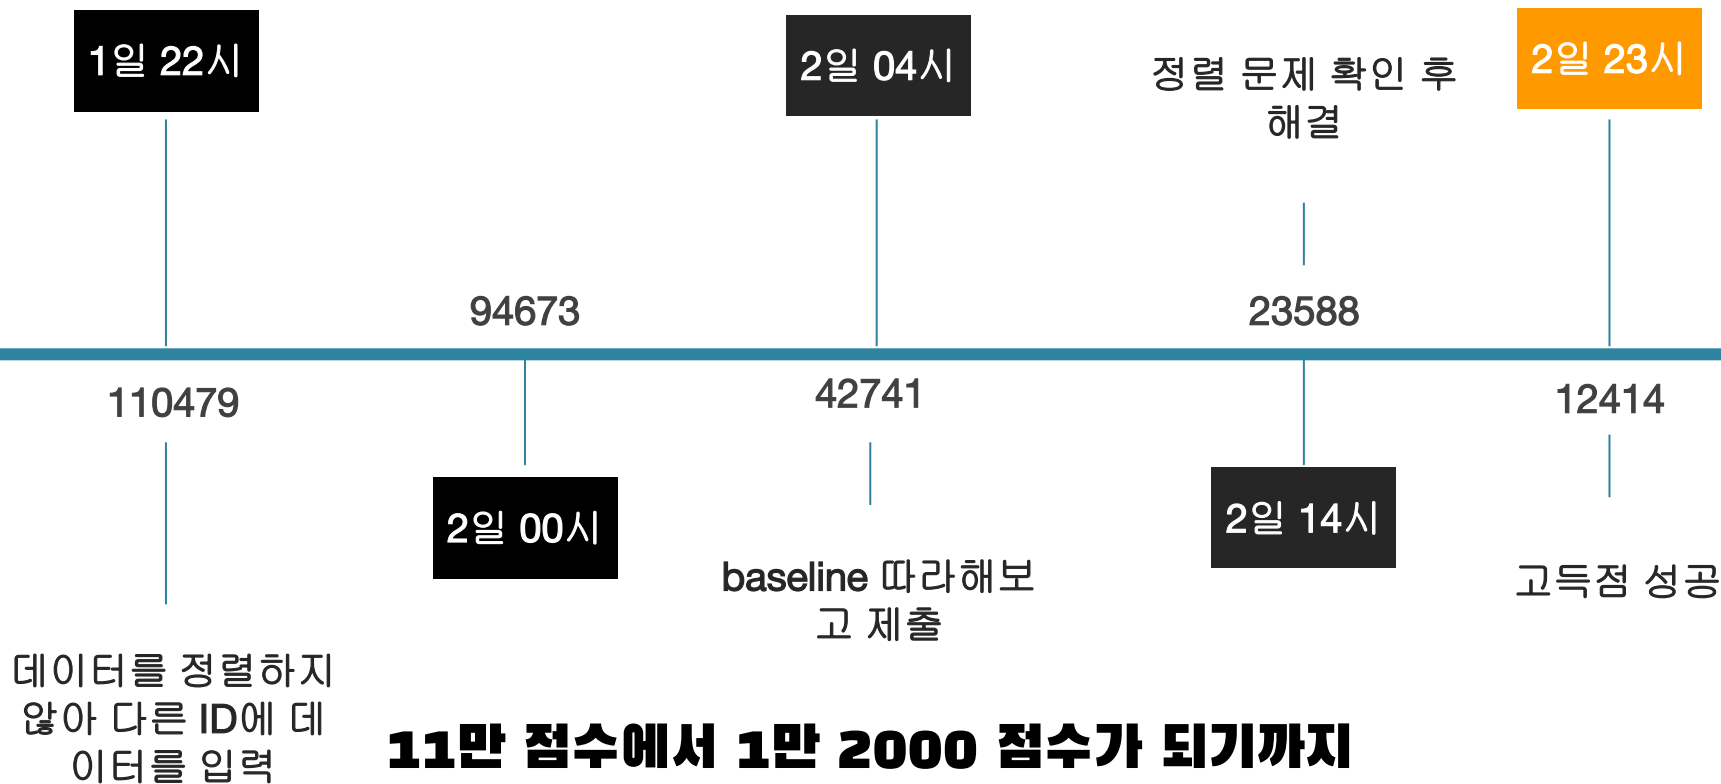 1일 22시
110479
데이터를 정렬하지
않아 다른 ID에 데
이터를 입력
94673
2일 00시
2일 04시
42741
baseline 따라해보
고 제출
정렬 문제 확인 후
해결
23588
2일 14시
2일 23시
12414
고득점 성공
11만 점수에서 1만 2000 점수가 되기까지